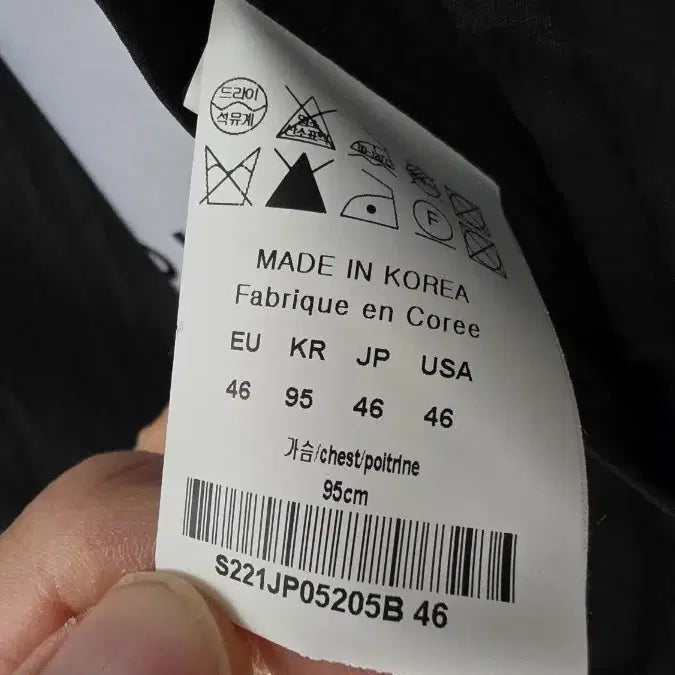 드라이
석유계
F
MADE IN KOREA
Fabrique en Coree
EU KR JP USA
46 95 46 46
가슴/chest/poitrine
95cm
S221JP05205B 46